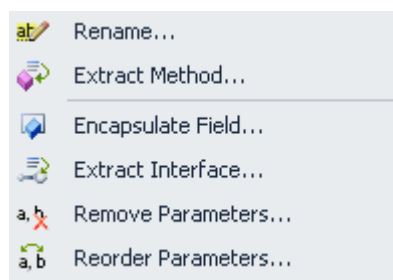 Rename...
Extract Method...
Encapsulate Field...
Extract Interface...
Remove Parameters...
Reorder Parameters...